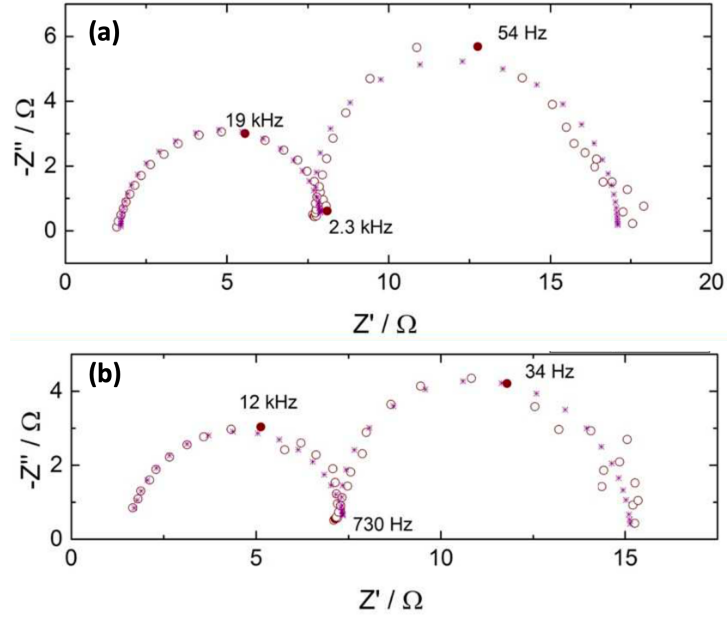 (a)
54 Hz
19 kHz
2.3 kHz
-Z" / Ω
6
4
2
0
0 5 10 15 20
Z' / Ω
(b)
34 Hz
12 kHz
730 Hz
-Z" / Ω
4
2
0
0 5 10 15
Z' / Ω